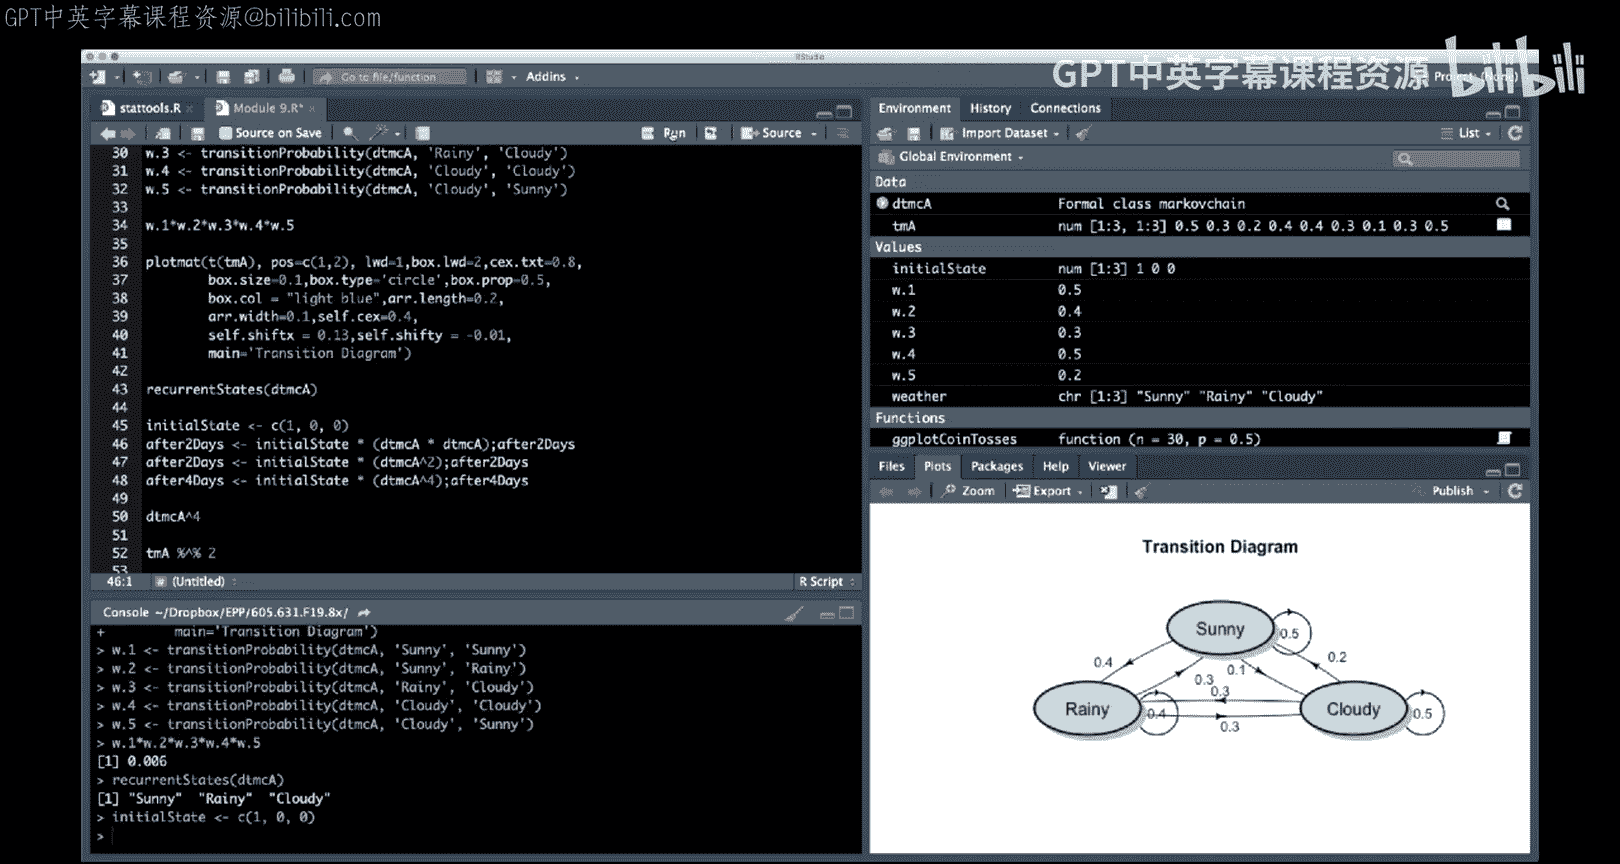 GPT中英字幕课程资源@bilibili.com
RStudio
GPT中英字幕课程资源 bilibili
Go to file/function
Addins
stattools.R
Module 9.R*
Source on Save
Run
Source
30 w.3 <- transitionProbability(dtmcA, 'Rainy', 'Cloudy')
31 w.4 <- transitionProbability(dtmcA, 'Cloudy', 'Cloudy')
32 w.5 <- transitionProbability(dtmcA, 'Cloudy', 'Sunny')
33
34 w.1*w.2*w.3*w.4*w.5
35
36 plotmat(t(tmA), pos=c(1,2), lwd=1,box.lwd=2,cex.txt=0.8,
37 box.size=0.1,box.type='circle',box.prop=0.5,
38 box.col = "light blue",arr.length=0.2,
39 arr.width=0.1,self.cex=0.4,
40 self.shiftx = 0.13,self.shifty = -0.01,
41 main='Transition Diagram')
42
43 recurrentStates(dtmcA)
44
45 initialState <- c(1, 0, 0)
46 after2Days <- initialState * (dtmcA * dtmcA);after2Days
47 after2Days <- initialState * (dtmcA^2);after2Days
48 after4Days <- initialState * (dtmcA^4);after4Days
49
50 dtmcA^4
51
52 tmA %^% 2
53
46:1
(Untitled)
R Script
Console ~/Dropbox/EPP/605.631.F19.8x/
+ main='Transition Diagram')
> w.1 <- transitionProbability(dtmcA, 'Sunny', 'Sunny')
> w.2 <- transitionProbability(dtmcA, 'Sunny', 'Rainy')
> w.3 <- transitionProbability(dtmcA, 'Rainy', 'Cloudy')
> w.4 <- transitionProbability(dtmcA, 'Cloudy', 'Cloudy')
> w.5 <- transitionProbability(dtmcA, 'Cloudy', 'Sunny')
> w.1*w.2*w.3*w.4*w.5
[1] 0.006
> recurrentStates(dtmcA)
[1] "Sunny" "Rainy" "Cloudy"
> initialState <- c(1, 0, 0)
>
Environment
History
Connections
Import Dataset
List
Global Environment
Data
dtmcA Formal class markovchain
tmA num [1:3, 1:3] 0.5 0.3 0.2 0.4 0.4 0.3 0.1 0.3 0.5
Values
initialState num [1:3] 1 0 0
w.1 0.5
w.2 0.4
w.3 0.3
w.4 0.5
w.5 0.2
weather chr [1:3] "Sunny" "Rainy" "Cloudy"
Functions
ggplotCoinTosses function (n = 30, p = 0.5)
Files
Plots
Packages
Help
Viewer
Zoom
Export
Publish
Transition Diagram
Sunny
0.5
0.4
0.2
0.1
0.3
0.3
Rainy
0.4
Cloudy
0.5
0.3